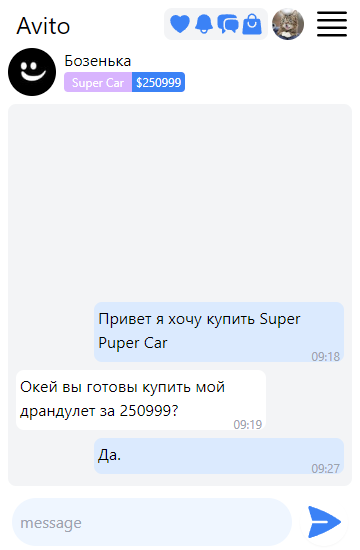 Avito
Бозенька
Super Car $250999
Привет я хочу купить Super
Puper Car
09:18
Окей вы готовы купить мой
драндулет за 250999?
09:19
Да.
09:27
message